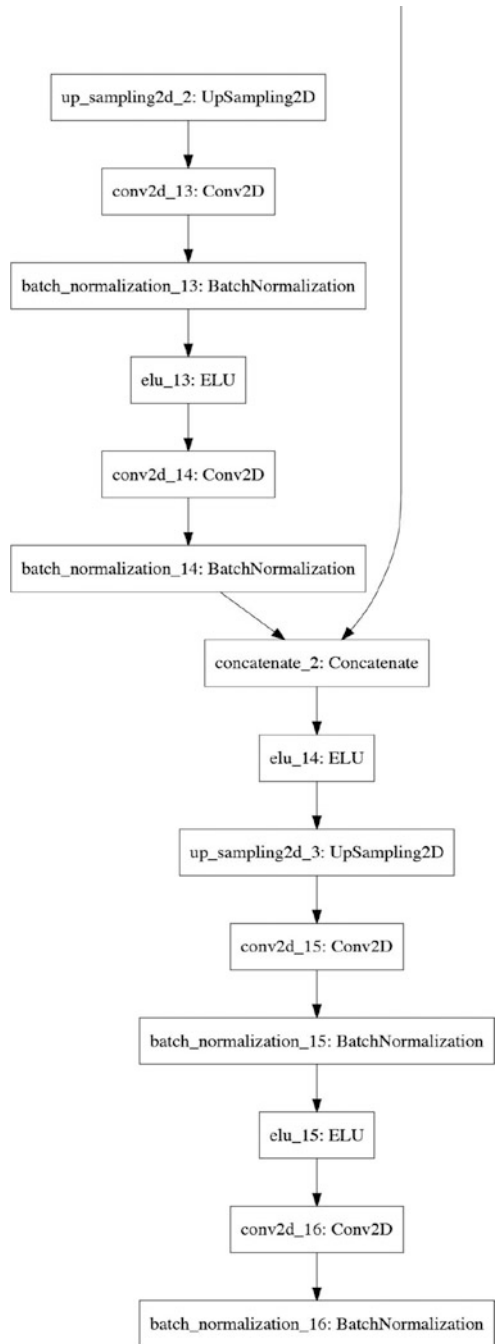 up_sampling2d_2: UpSampling2D
conv2d_13: Conv2D
batch_normalization_13: BatchNormalization
elu_13: ELU
conv2d_14: Conv2D
batch_normalization_14: BatchNormalization
concatenate_2: Concatenate
elu_14: ELU
up_sampling2d_3: UpSampling2D
conv2d_15: Conv2D
batch_normalization_15: BatchNormalization
elu_15: ELU
conv2d_16: Conv2D
batch_normalization_16: BatchNormalization